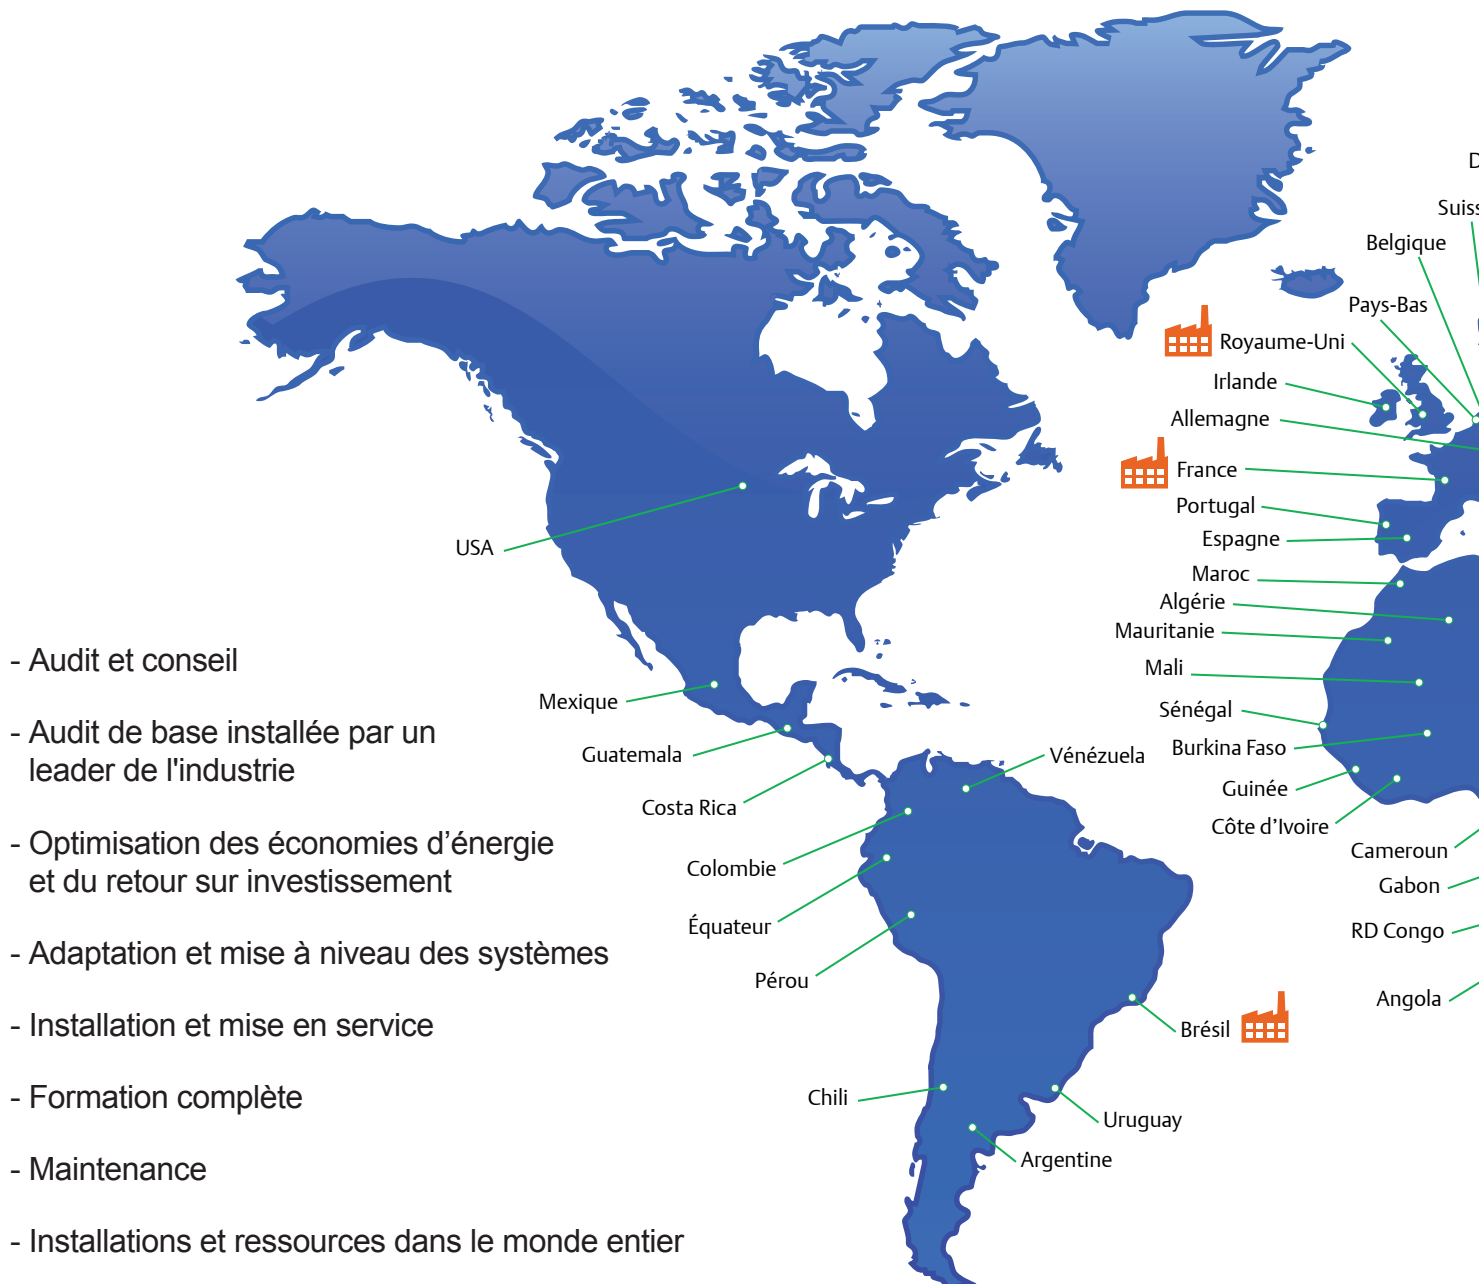 D
Suiss
Belgique
Pays-Bas
Royaume-Uni
Irlande
Allemagne
France
Portugal
Espagne
Maroc
Algérie
Mauritanie
Mali
Sénégal
Burkina Faso
Guinée
Côte d’Ivoire
Cameroun
Gabon
RD Congo
Angola
USA
Mexique
Guatemala
Costa Rica
Vénézuela
Colombie
Équateur
Pérou
Brésil
Chili
Uruguay
Argentine
- Audit et conseil
- Audit de base installée par un
leader de l'industrie
- Optimisation des économies d’énergie
et du retour sur investissement
- Adaptation et mise à niveau des systèmes
- Installation et mise en service
- Formation complète
- Maintenance
- Installations et ressources dans le monde entier